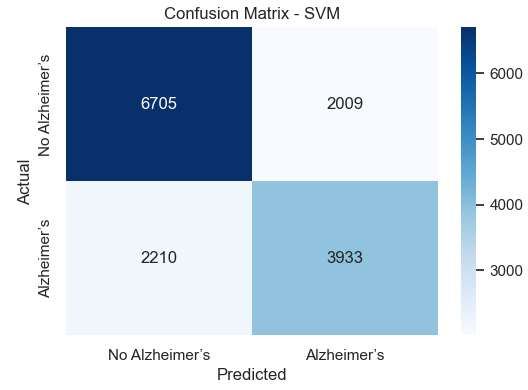 Confusion Matrix - SVM
Actual
No Alzheimer’s
Alzheimer’s
6705
2009
2210
3933
No Alzheimer’s
Alzheimer’s
Predicted
6000
5000
4000
3000